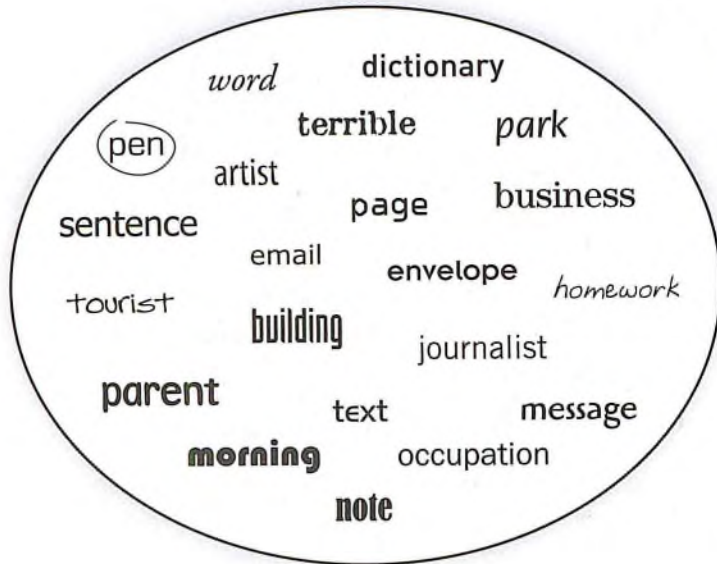 word dictionary
terrible park
pen
artist
page business
sentence
email envelope
tourist homework
building journalist
parent
text message
morning occupation
note